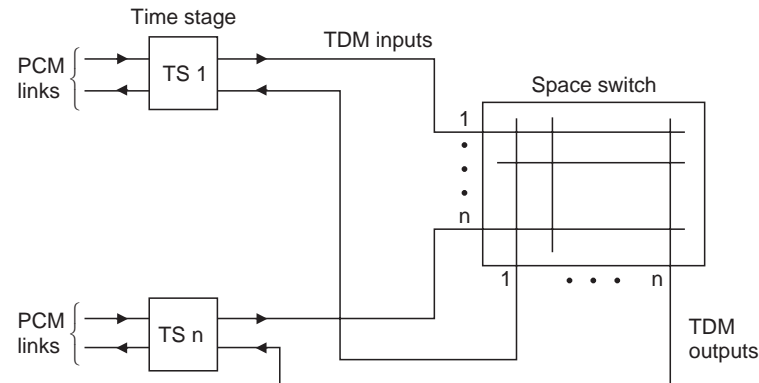 Time stage
TDM inputs
PCM
links
TS 1
Space switch
1
n
1
n
PCM
links
TS n
TDM
outputs